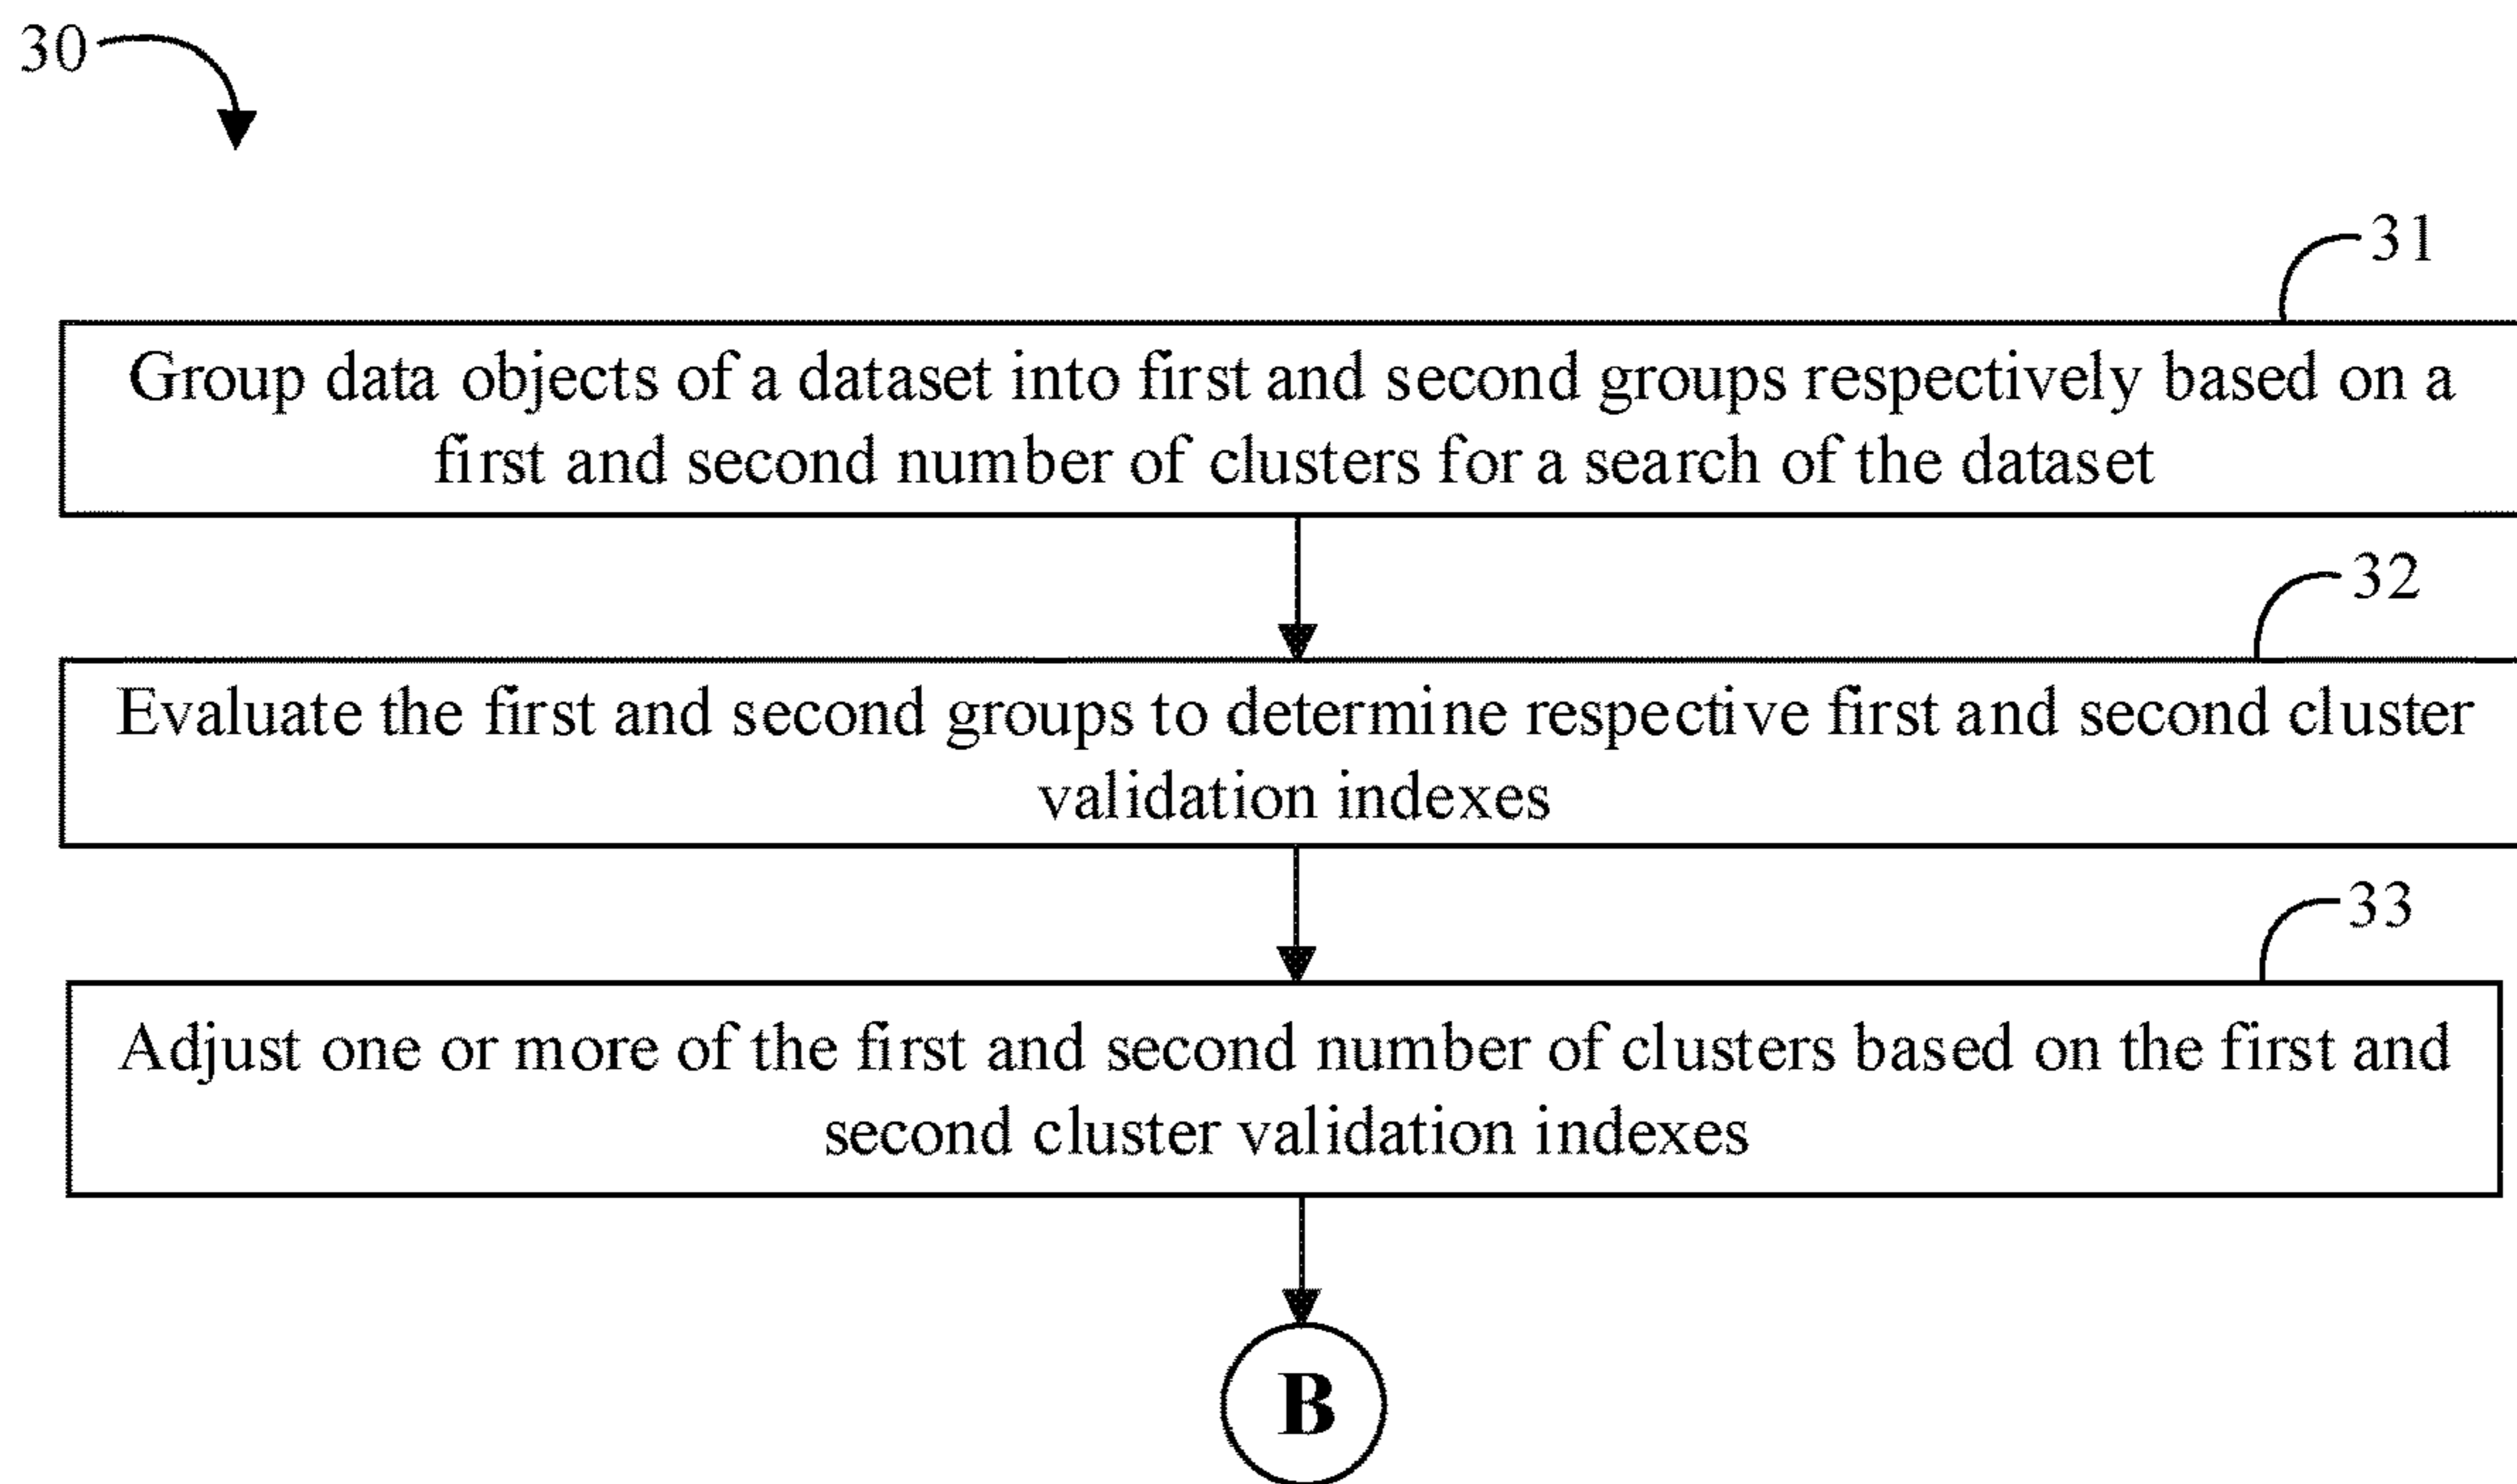 30
31
Group data objects of a dataset into first and second groups respectively based on a
first and second number of clusters for a search of the dataset
32
Evaluate the first and second groups to determine respective first and second cluster
validation indexes
33
Adjust one or more of the first and second number of clusters based on the first and
second cluster validation indexes
B